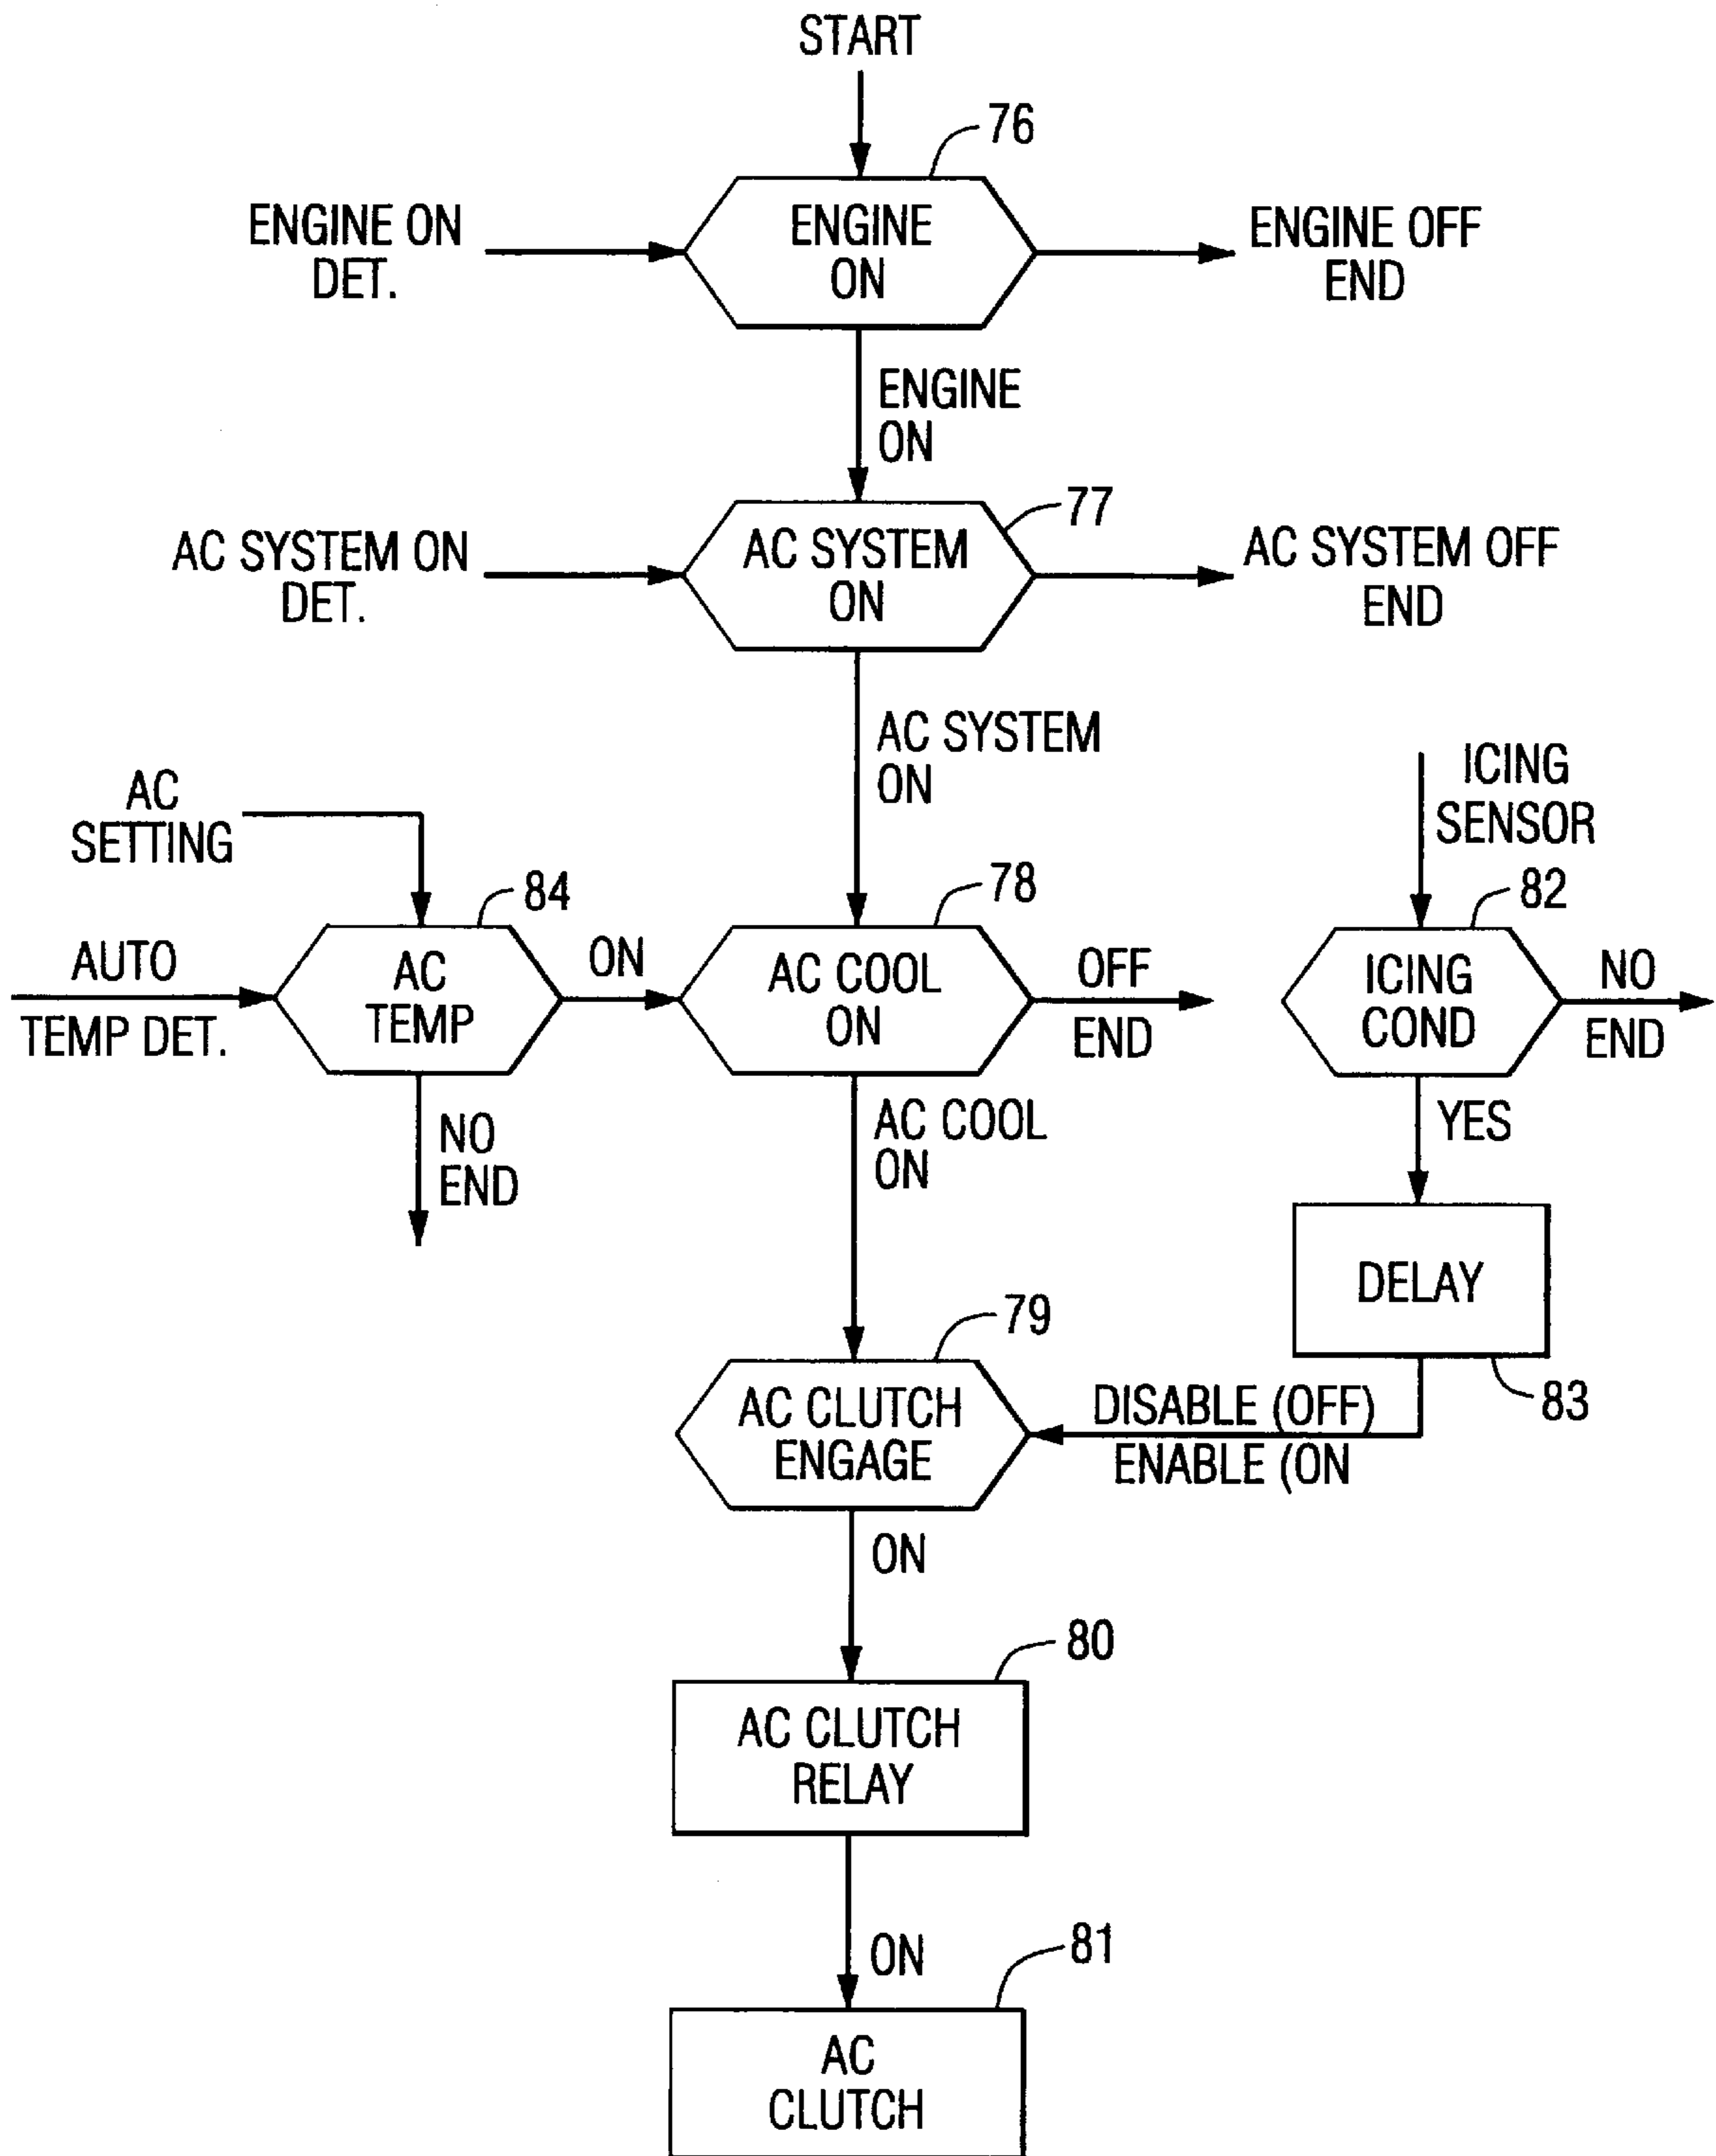 START
76
ENGINE ON
DET.
ENGINE
ON
ENGINE OFF
END
ENGINE
ON
77
AC SYSTEM ON
DET.
AC SYSTEM
ON
AC SYSTEM OFF
END
AC SYSTEM
ON
ICING
SENSOR
AC
SETTING
84
78
82
AUTO
TEMP DET.
AC
TEMP
ON
AC COOL
ON
OFF
END
ICING
COND
NO
END
NO
END
AC COOL
ON
YES
DELAY
83
79
AC CLUTCH
ENGAGE
DISABLE (OFF)
ENABLE (ON
ON
80
AC CLUTCH
RELAY
ON
81
AC
CLUTCH